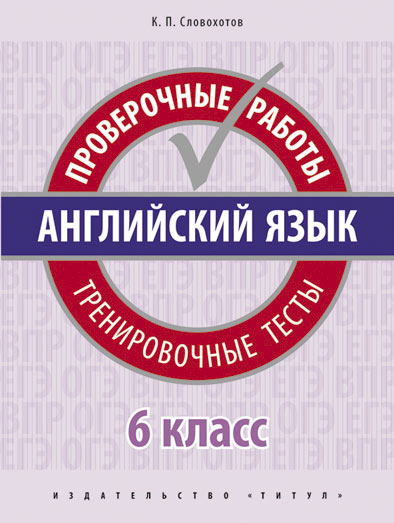 К. П. Словохотов
ПРОВЕРОЧНЫЕ РАБОТЫ
АНГЛИЙСКИЙ ЯЗЫК
ТРЕНИРОВОЧНЫЕ ТЕСТЫ
6 класс
ИЗДАТЕЛЬСТВО «ТИТУЛ»